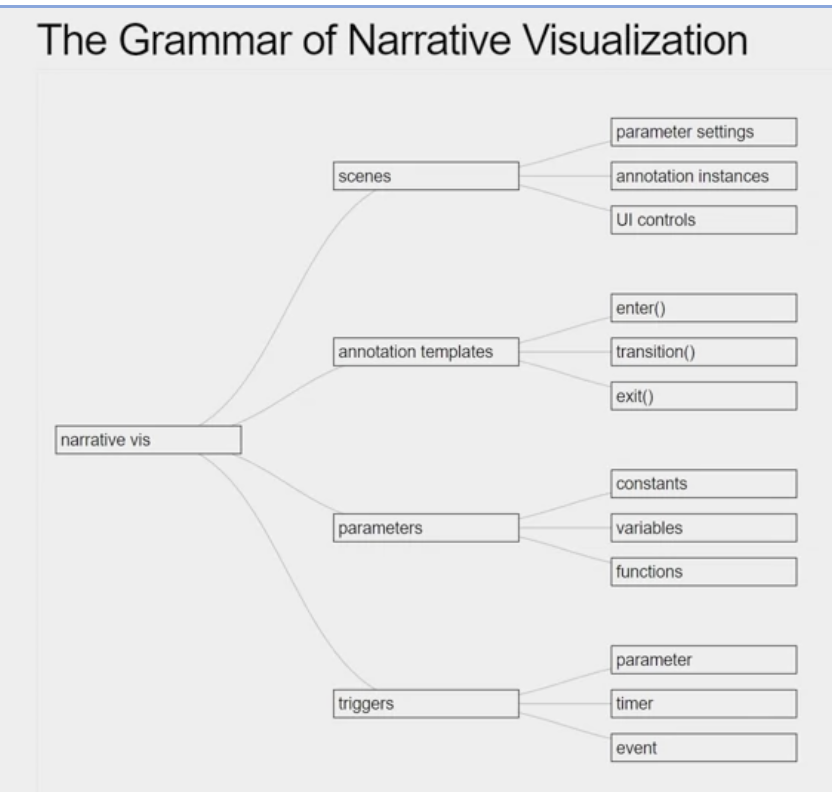 The Grammar of Narrative Visualization
narrative vis
scenes
parameter settings
annotation instances
UI controls
annotation templates
enter()
transition()
exit()
parameters
constants
variables
functions
triggers
parameter
timer
event